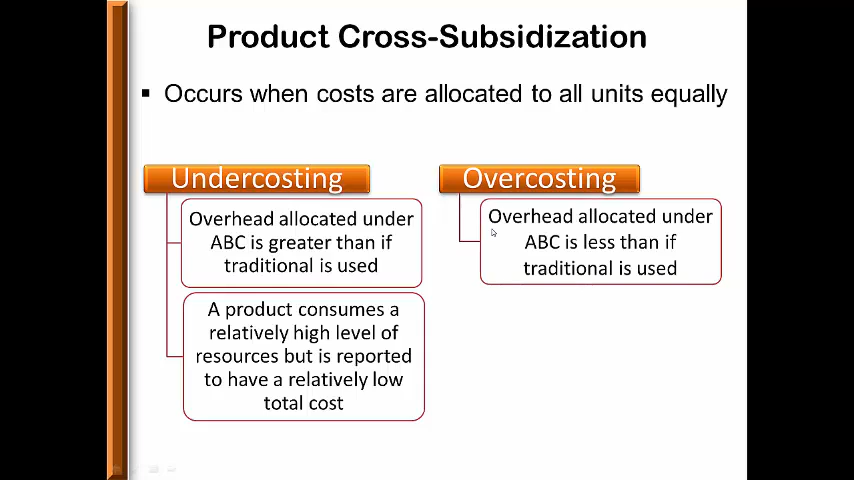 Product Cross-Subsidization
▪ Occurs when costs are allocated to all units equally
Undercosting
Overhead allocated under
ABC is greater than if
traditional is used
A product consumes a
relatively high level of
resources but is reported
to have a relatively low
total cost
Overcosting
Overhead allocated under
ABC is less than if
traditional is used